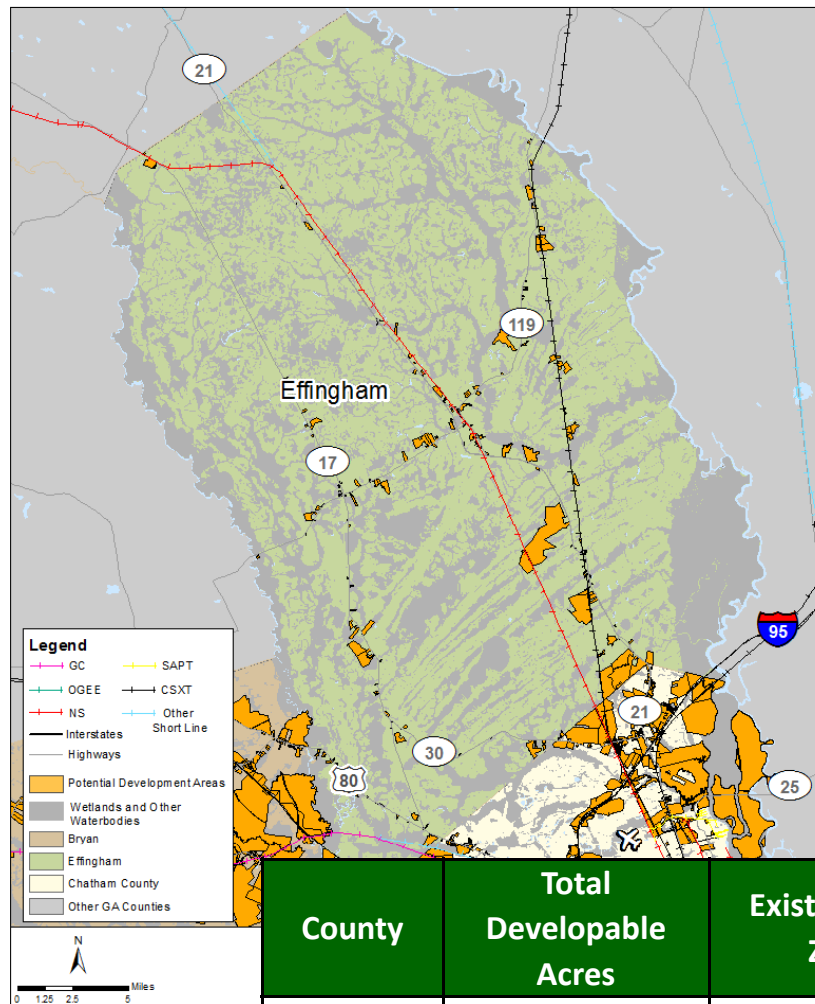 21
119
Effingham
17
95
21
30
80
25
Legend
GC
SAPT
OGEE
CSXT
NS
Other
Short Line
Interstates
Highways
Potential Development Areas
Wetlands and Other
Waterbodies
Bryan
Effingham
Chatham County
Other GA Counties
N
Miles
0 1.25 2.5 5
County
Total
Developable
Acres
Exist
Z